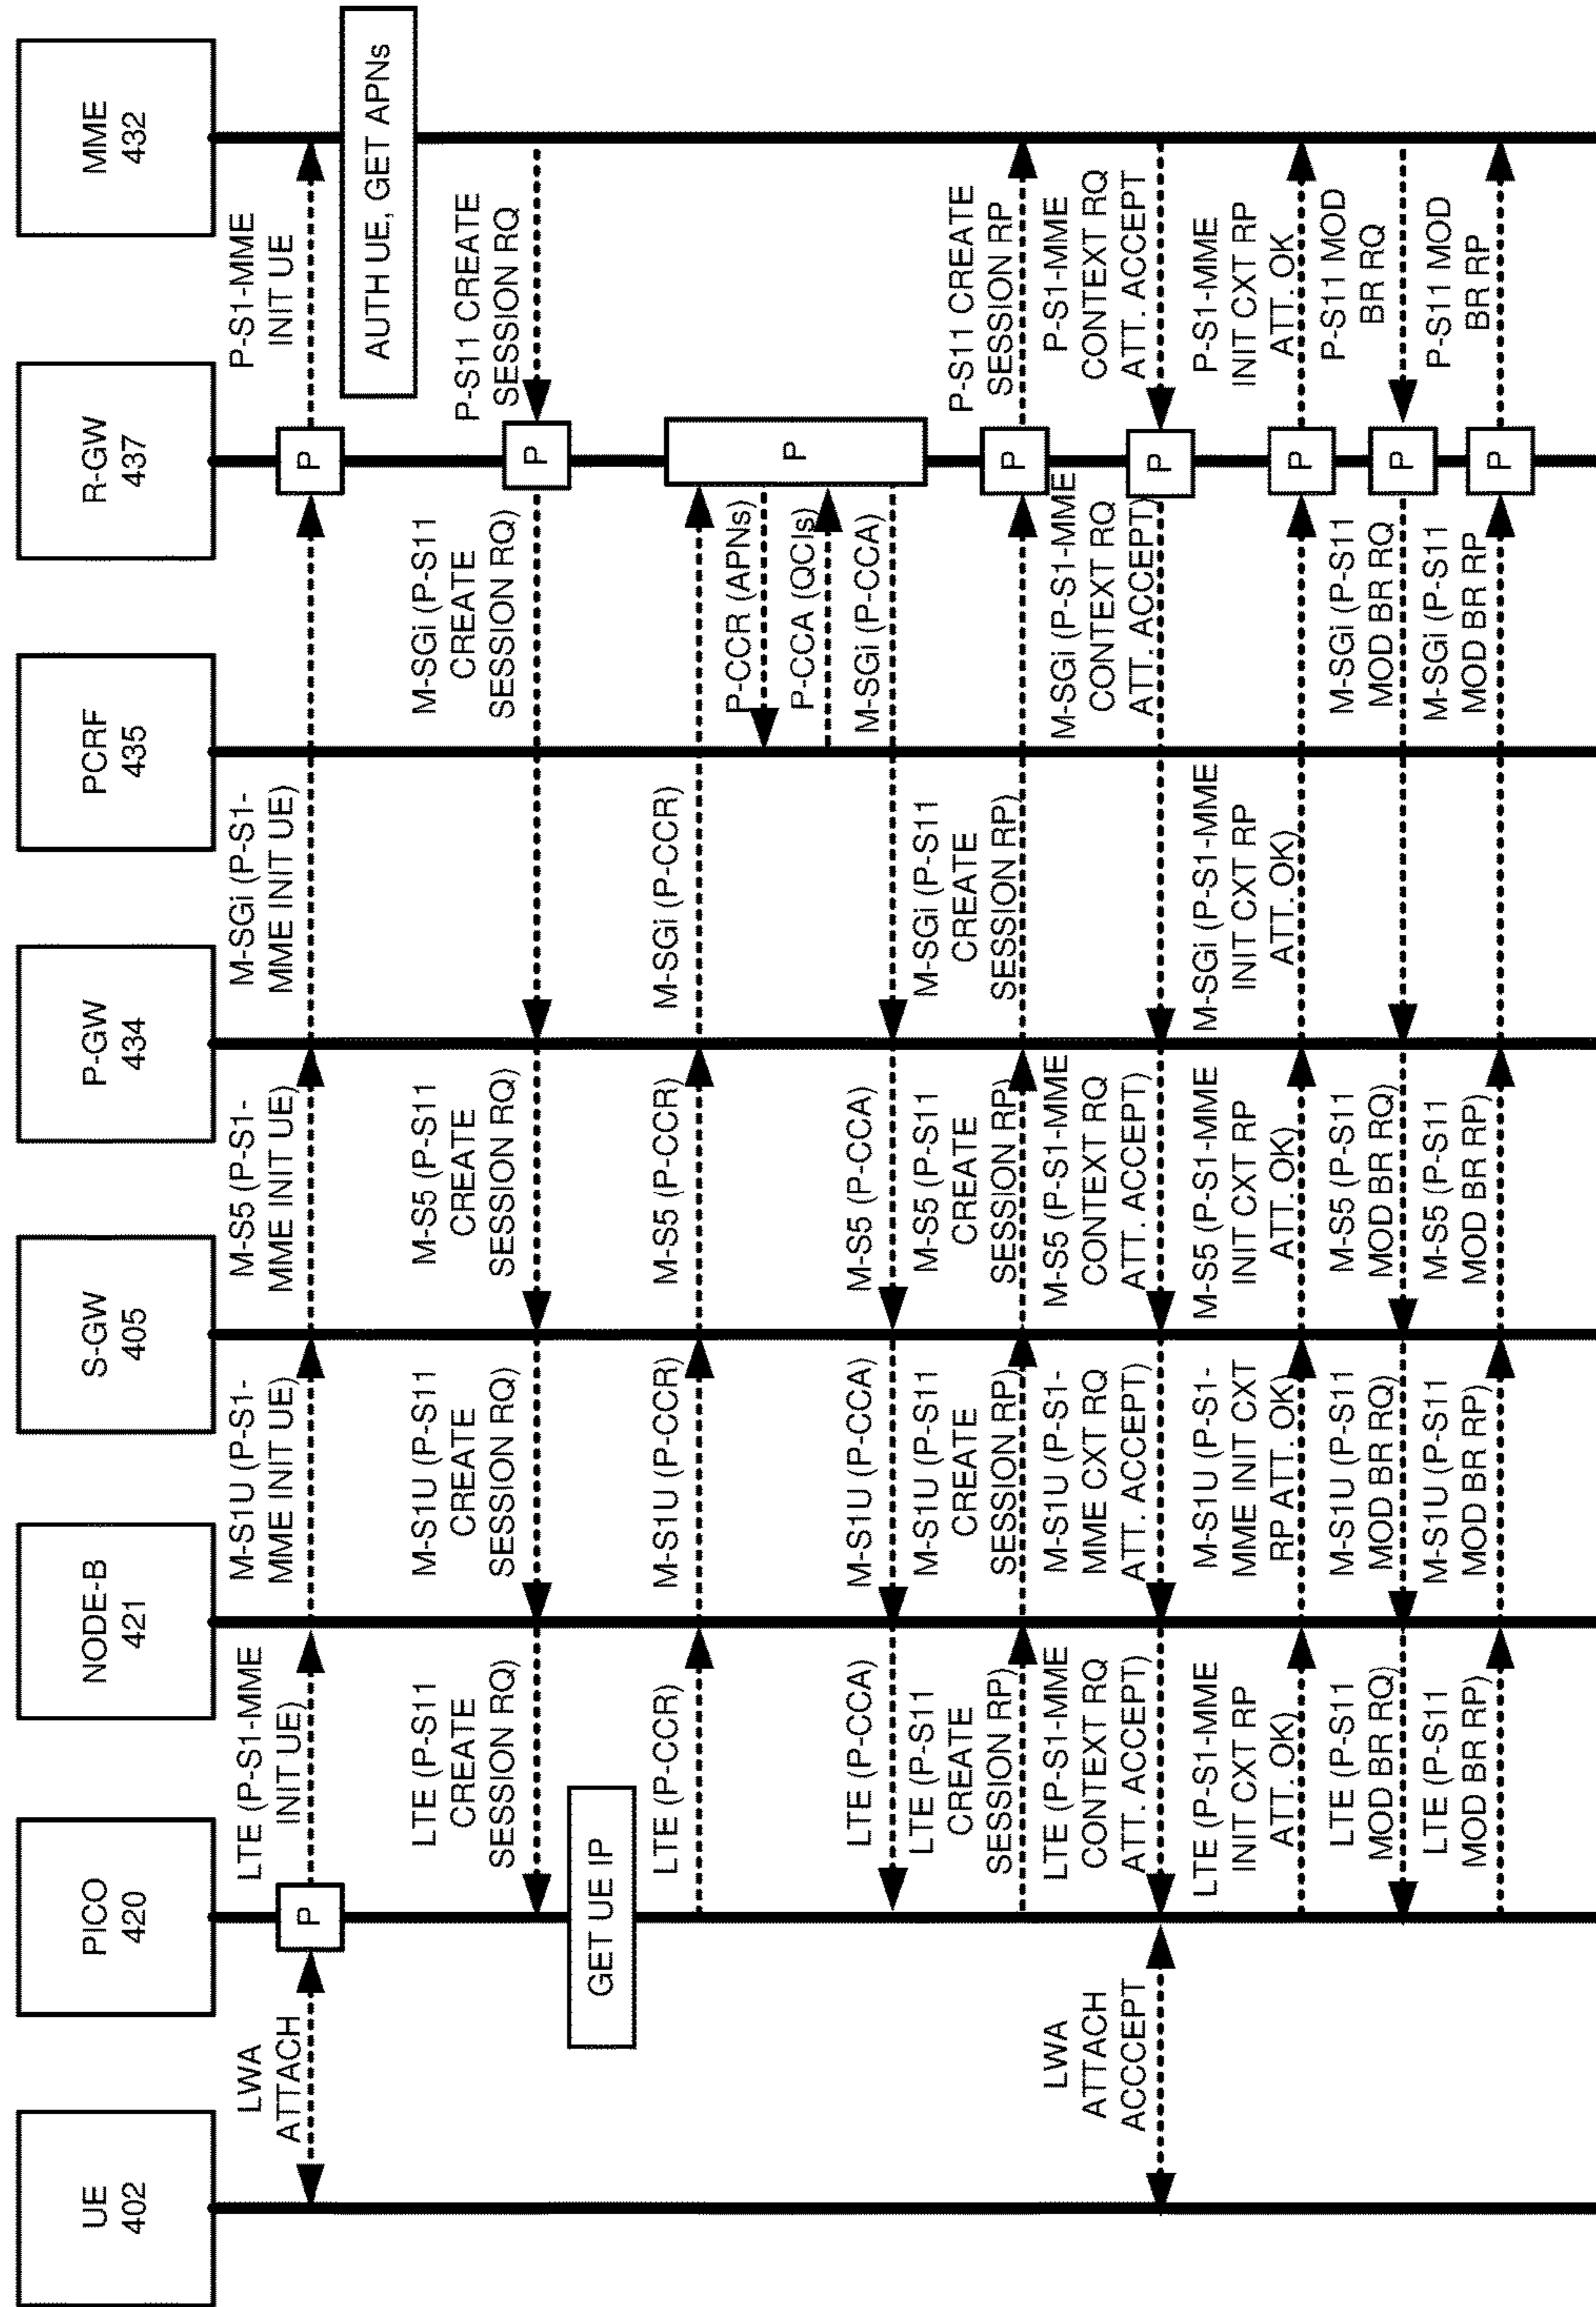 UE
402
PICO
420
NODE-B
421
S-GW
405
P-GW
434
PCRF
435
R-GW
437
MME
432
LWA
ATTACH
P
LTE (P-S1-MME
INIT UE)
M-S1U (P-S1-
MME INIT UE)
M-S5 (P-S1-
MME INIT UE)
M-SGi (P-S1-
MME INIT UE)
P
P-S1-MME
INIT UE
AUTH UE, GET APNs
LTE (P-S11
CREATE
SESSION RQ)
M-S1U (P-S11
CREATE
SESSION RQ)
M-S5 (P-S11
CREATE
SESSION RQ)
M-SGi (P-S11
CREATE
SESSION RQ)
P
P-S11 CREATE
SESSION RQ
GET UE IP
LTE (P-CCR)
M-S1U (P-CCR)
M-S5 (P-CCR)
M-SGi (P-CCR)
P-CCR (APNs)
P
P-CCA (QCIs)
LTE (P-CCA)
M-S1U (P-CCA)
M-S5 (P-CCA)
M-SGi (P-CCA)
LTE (P-S11
CREATE
SESSION RP)
M-S1U (P-S11
CREATE
SESSION RP)
M-S5 (P-S11
CREATE
SESSION RP)
M-SGi (P-S11
CREATE
SESSION RP)
P
P-S11 CREATE
SESSION RP
LWA
ATTACH
ACCCEPT
LTE (P-S1-MME
CONTEXT RQ
ATT. ACCEPT)
M-S1U (P-S1-
MME CXT RQ
ATT. ACCEPT)
M-S5 (P-S1-MME
CONTEXT RQ
ATT. ACCEPT)
M-SGi (P-S1-MME
CONTEXT RQ
ATT. ACCEPT)
P
P-S1-MME
CONTEXT RQ
ATT. ACCEPT
LTE (P-S1-MME
INIT CXT RP
ATT. OK)
M-S1U (P-S1-
MME INIT CXT
RP ATT. OK)
M-S5 (P-S1-MME
INIT CXT RP
ATT. OK)
M-SGi (P-S1-MME
INIT CXT RP
ATT. OK)
P
P-S1-MME
INIT CXT RP
ATT. OK
LTE (P-S11
MOD BR RQ)
M-S1U (P-S11
MOD BR RQ)
M-S5 (P-S11
MOD BR RQ)
M-SGi (P-S11
MOD BR RQ
P
P-S11 MOD
BR RQ
LTE (P-S11
MOD BR RP)
M-S1U (P-S11
MOD BR RP)
M-S5 (P-S11
MOD BR RP)
M-SGi (P-S11
MOD BR RP
P
P-S11 MOD
BR RP